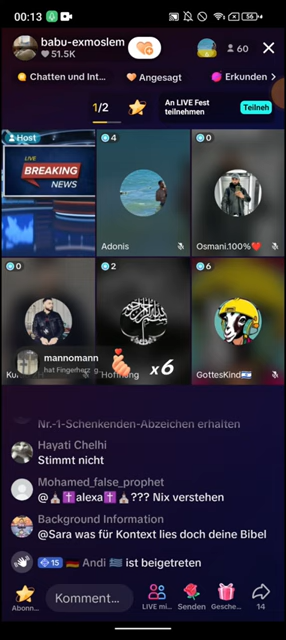 00:13
56
babu-exmoslem
51.5K
60
Chatten und Int...
Angesagt
Erkunden
1/2
An LIVE Fest
teilnehmen
Teilneh
Host
LIVE
BREAKING
NEWS
4
Adonis
0
Osmani.100%
0
2
Hoffnung
6
GottesKind
mannomann
hat Fingerherz g
x6
Nr.-1-Schenkenden-Abzeichen erhalten
Hayati Chelhi
Stimmt nicht
Mohamed_false_prophet
@⛪✝️alexa✝️⛪??? Nix verstehen
Background Information
@Sara was für Kontext lies doch deine Bibel
15 Andi ist beigetreten
Kommentar...
Abonn...
LIVE mi...
Senden
Gesche...
14